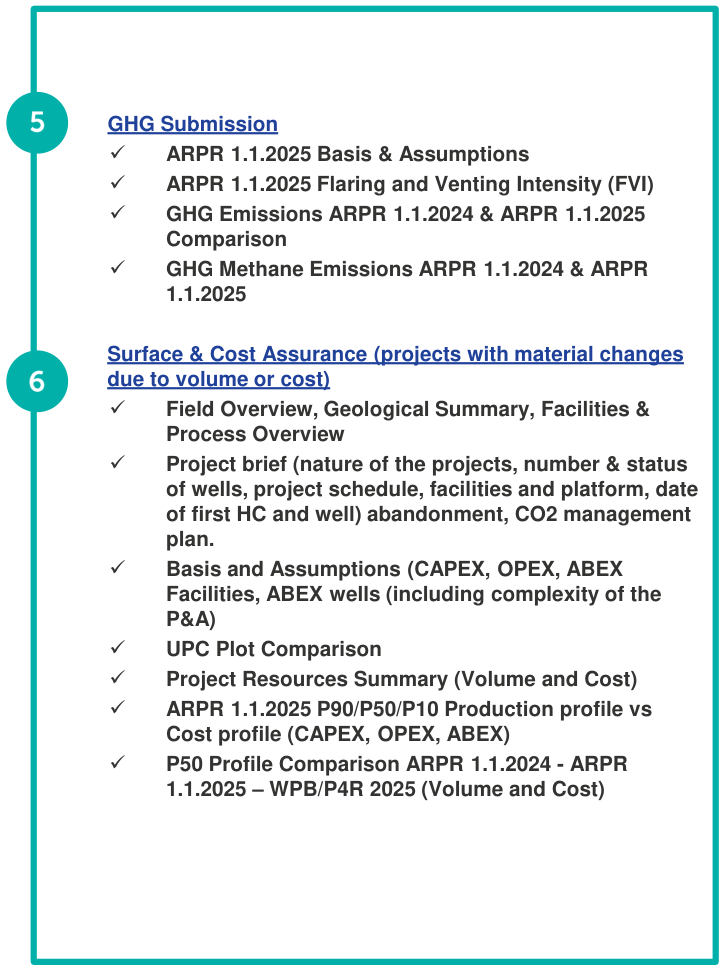 5
GHG Submission
✓ ARPR 1.1.2025 Basis & Assumptions
✓ ARPR 1.1.2025 Flaring and Venting Intensity (FVI)
✓ GHG Emissions ARPR 1.1.2024 & ARPR 1.1.2025
Comparison
✓ GHG Methane Emissions ARPR 1.1.2024 & ARPR
1.1.2025
6
Surface & Cost Assurance (projects with material changes
due to volume or cost)
✓ Field Overview, Geological Summary, Facilities &
Process Overview
✓ Project brief (nature of the projects, number & status
of wells, project schedule, facilities and platform, date
of first HC and well) abandonment, CO2 management
plan.
✓ Basis and Assumptions (CAPEX, OPEX, ABEX
Facilities, ABEX wells (including complexity of the
P&A)
✓ UPC Plot Comparison
✓ Project Resources Summary (Volume and Cost)
✓ ARPR 1.1.2025 P90/P50/P10 Production profile vs
Cost profile (CAPEX, OPEX, ABEX)
✓ P50 Profile Comparison ARPR 1.1.2024 - ARPR
1.1.2025 – WPB/P4R 2025 (Volume and Cost)